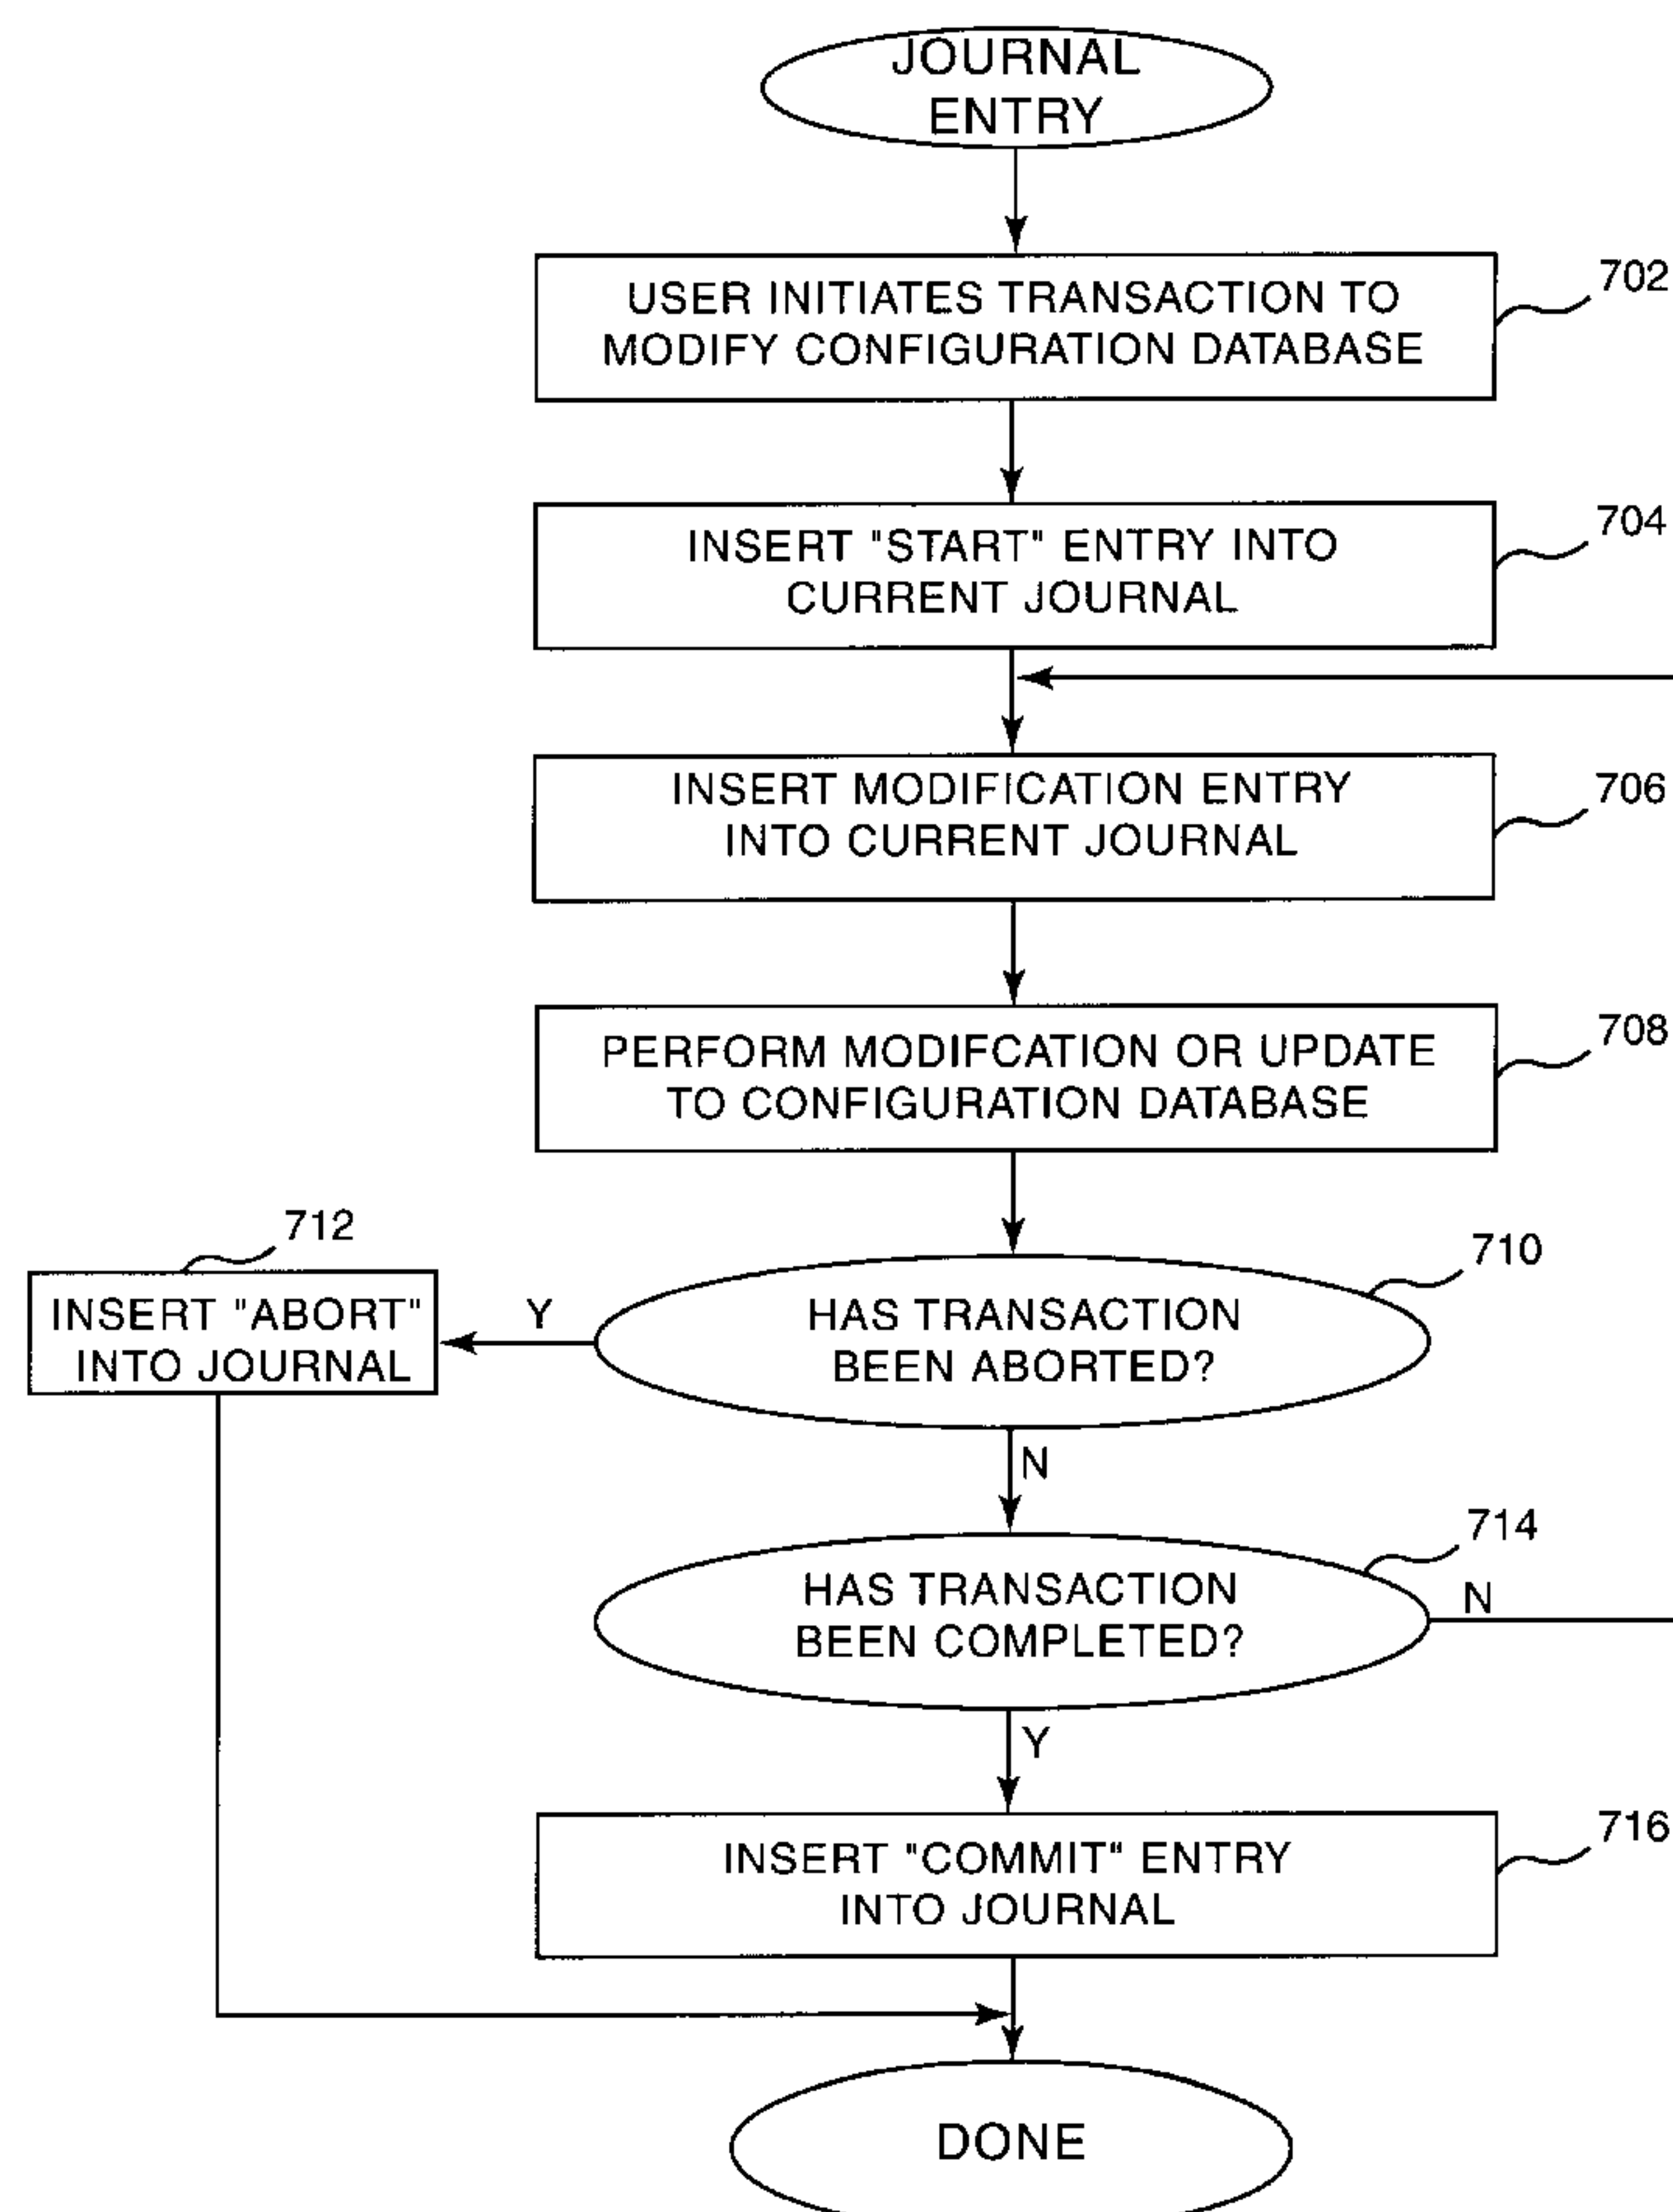 JOURNAL
ENTRY
702
USER INITIATES TRANSACTION TO
MODIFY CONFIGURATION DATABASE
704
INSERT "START" ENTRY INTO
CURRENT JOURNAL
706
INSERT MODIFICATION ENTRY
INTO CURRENT JOURNAL
708
PERFORM MODIFCATION OR UPDATE
TO CONFIGURATION DATABASE
712
INSERT "ABORT"
INTO JOURNAL
Y
710
HAS TRANSACTION
BEEN ABORTED?
N
714
HAS TRANSACTION
BEEN COMPLETED?
N
Y
716
INSERT "COMMIT" ENTRY
INTO JOURNAL
DONE